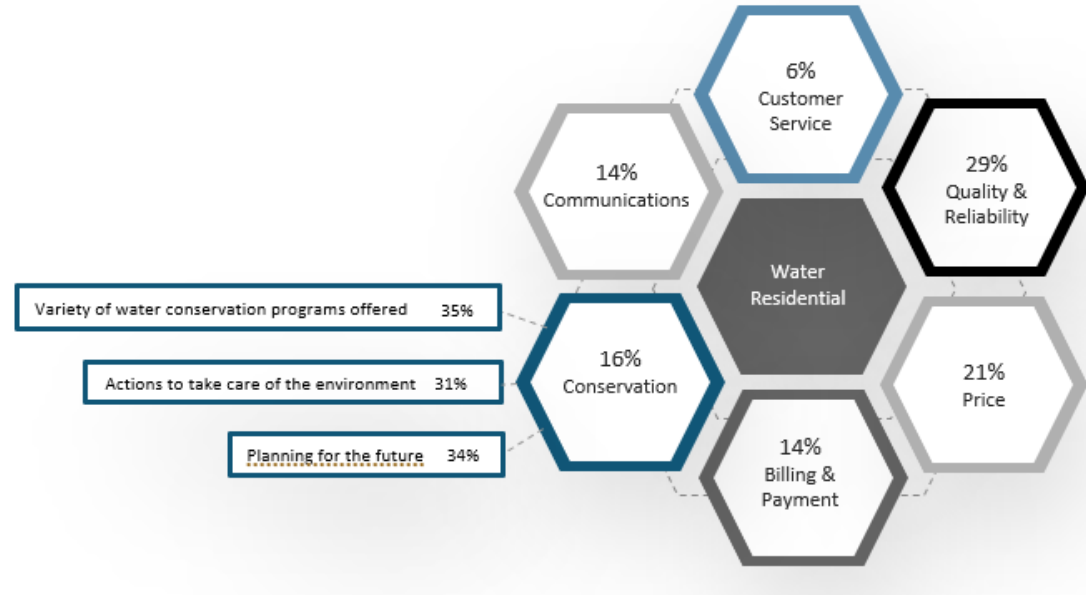 6%
Customer
Service
14%
Communications
29%
Quality &
Reliability
Water
Residential
Variety of water conservation programs offered 35%
Actions to take care of the environment 31%
Planning for the future 34%
16%
Conservation
21%
Price
14%
Billing &
Payment